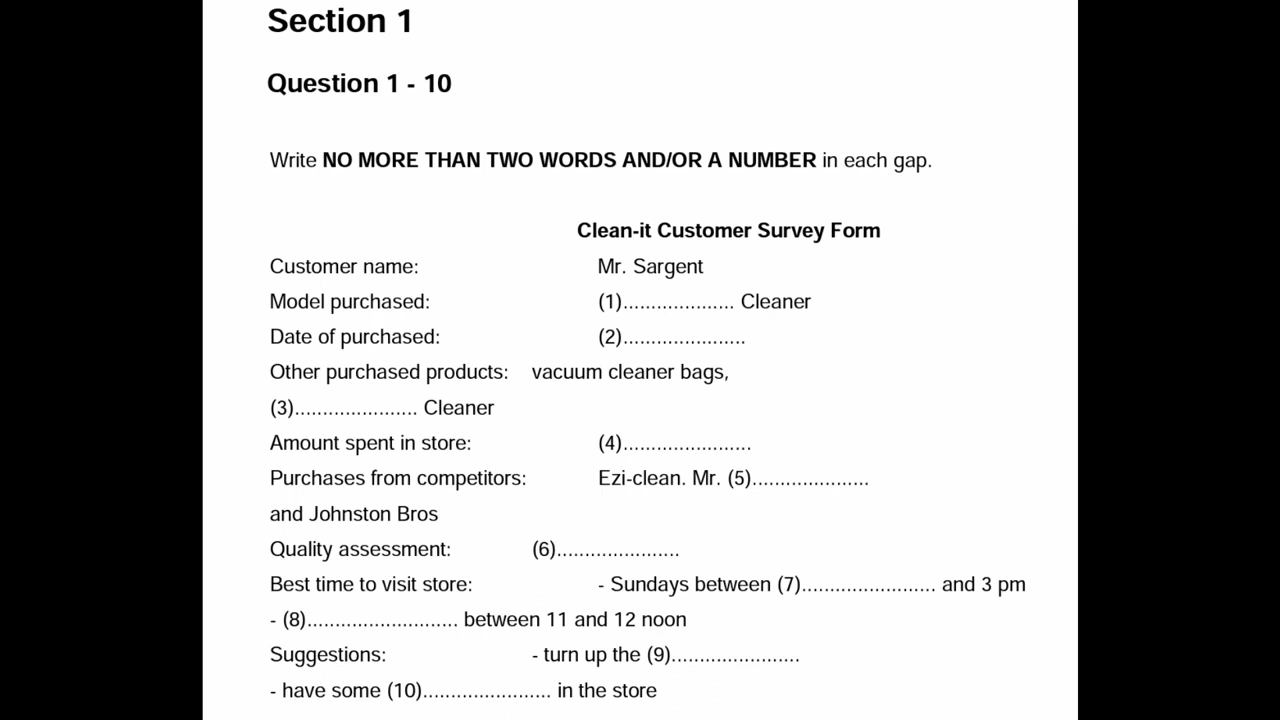 Section 1
Question 1 - 10
Write NO MORE THAN TWO WORDS AND/OR A NUMBER in each gap.
Clean-it Customer Survey Form
Customer name: Mr. Sargent
Model purchased: (1).................... Cleaner
Date of purchased: (2)......................
Other purchased products: vacuum cleaner bags,
(3)...................... Cleaner
Amount spent in store: (4).......................
Purchases from competitors: Ezi-clean. Mr. (5).....................
and Johnston Bros
Quality assessment: (6)......................
Best time to visit store: - Sundays between (7)........................ and 3 pm
- (8)........................... between 11 and 12 noon
Suggestions: - turn up the (9).......................
- have some (10)....................... in the store